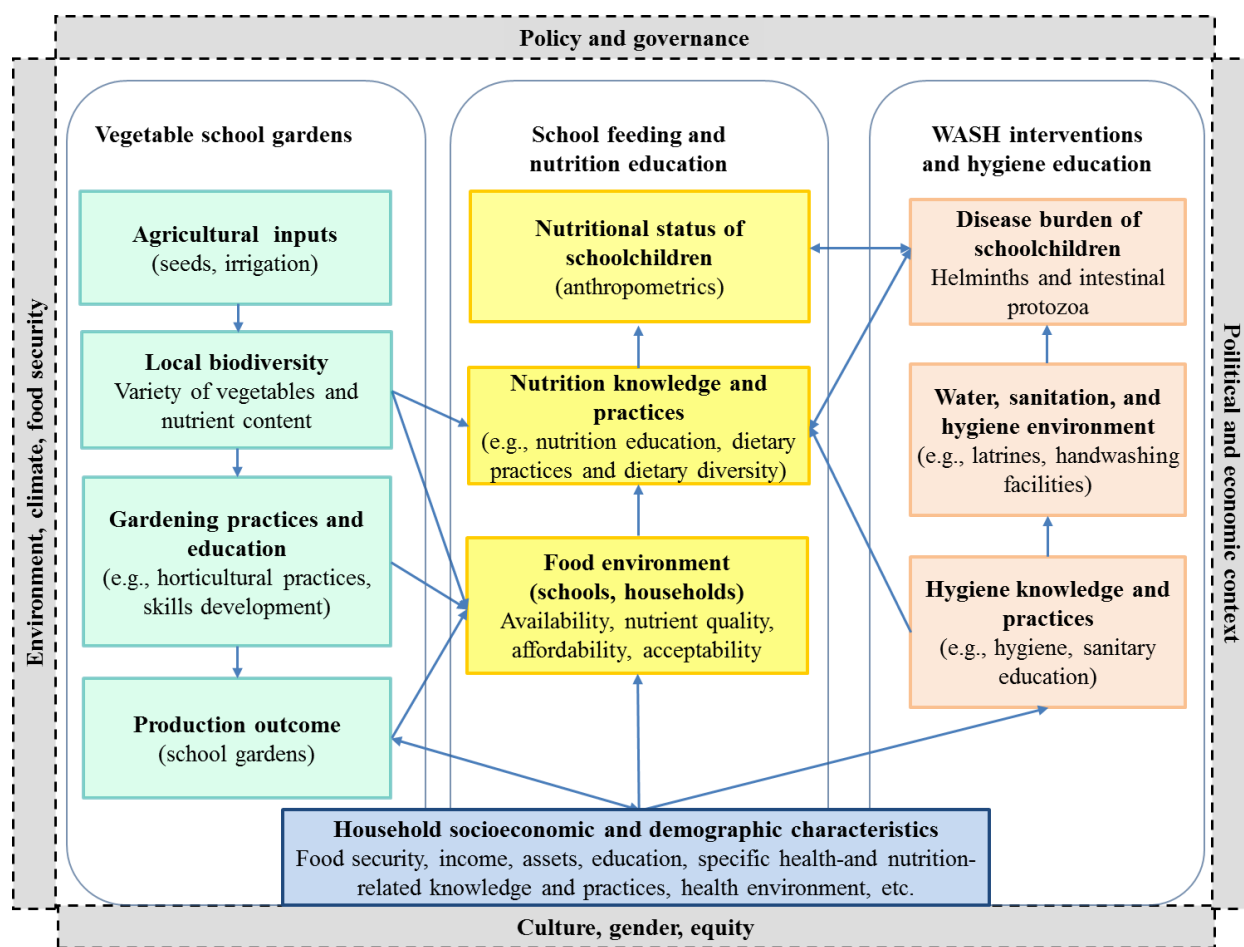 Policy and governance
Environment, climate, food security
Vegetable school gardens
Agricultural inputs
(seeds, irrigation)
Local biodiversity
Variety of vegetables and
nutrient content
Gardening practices and
education
(e.g., horticultural practices,
skills development)
Production outcome
(school gardens)
School feeding and
nutrition education
Nutritional status of
schoolchildren
(anthropometrics)
Nutrition knowledge and
practices
(e.g., nutrition education, dietary
practices and dietary diversity)
Food environment
(schools, households)
Availability, nutrient quality,
affordability, acceptability
WASH interventions
and hygiene education
Disease burden of
schoolchildren
Helminths and intestinal
protozoa
Water, sanitation, and
hygiene environment
(e.g., latrines, handwashing
facilities)
Hygiene knowledge and
practices
(e.g., hygiene, sanitary
education)
Poilitical and economic context
Household socioeconomic and demographic characteristics
Food security, income, assets, education, specific health-and nutrition-
related knowledge and practices, health environment, etc.
Culture, gender, equity